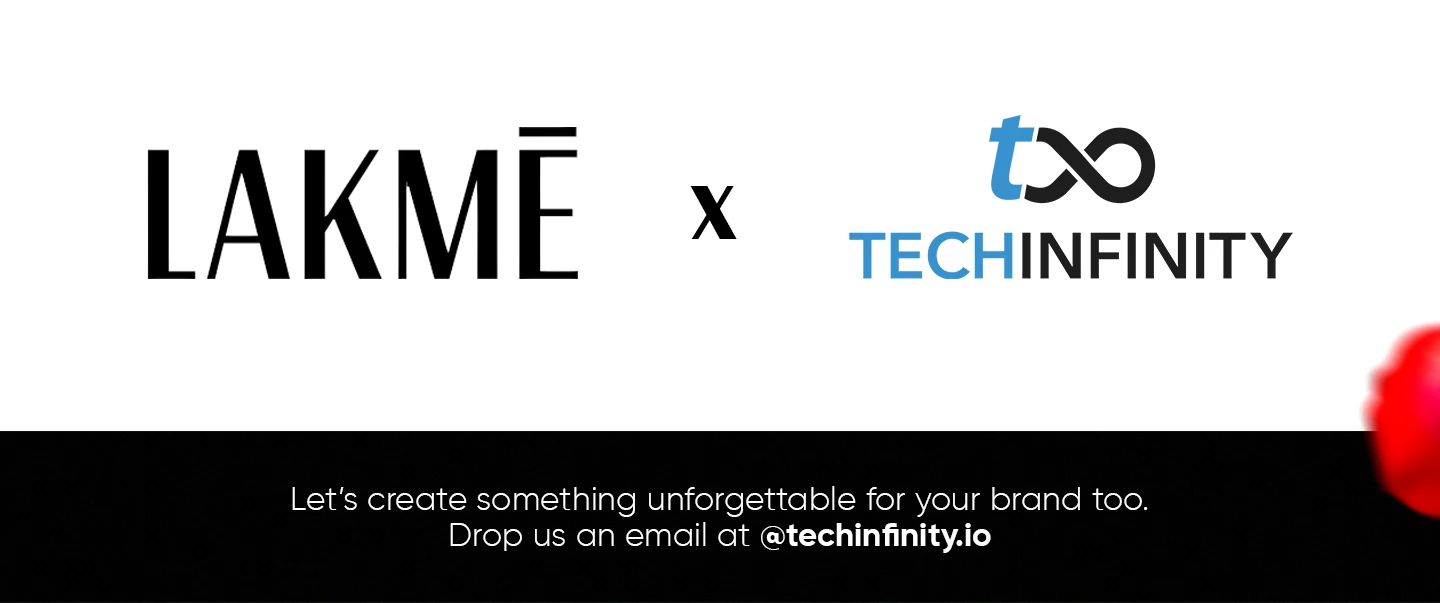 LAKMĒ
x
t∞
TECHINFINITY
Let's create something unforgettable for your brand too.
Drop us an email at @techinfinity.io